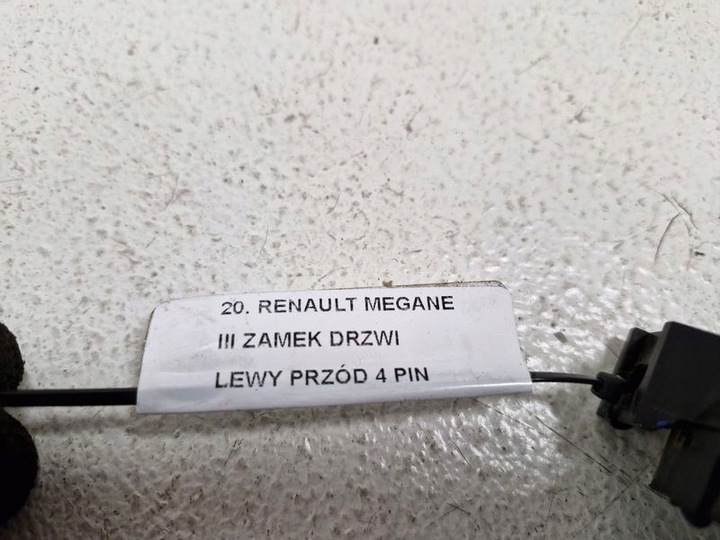 20. RENAULT MEGANE
III ZAMEK DRZWI
LEWY PRZÓD 4 PIN